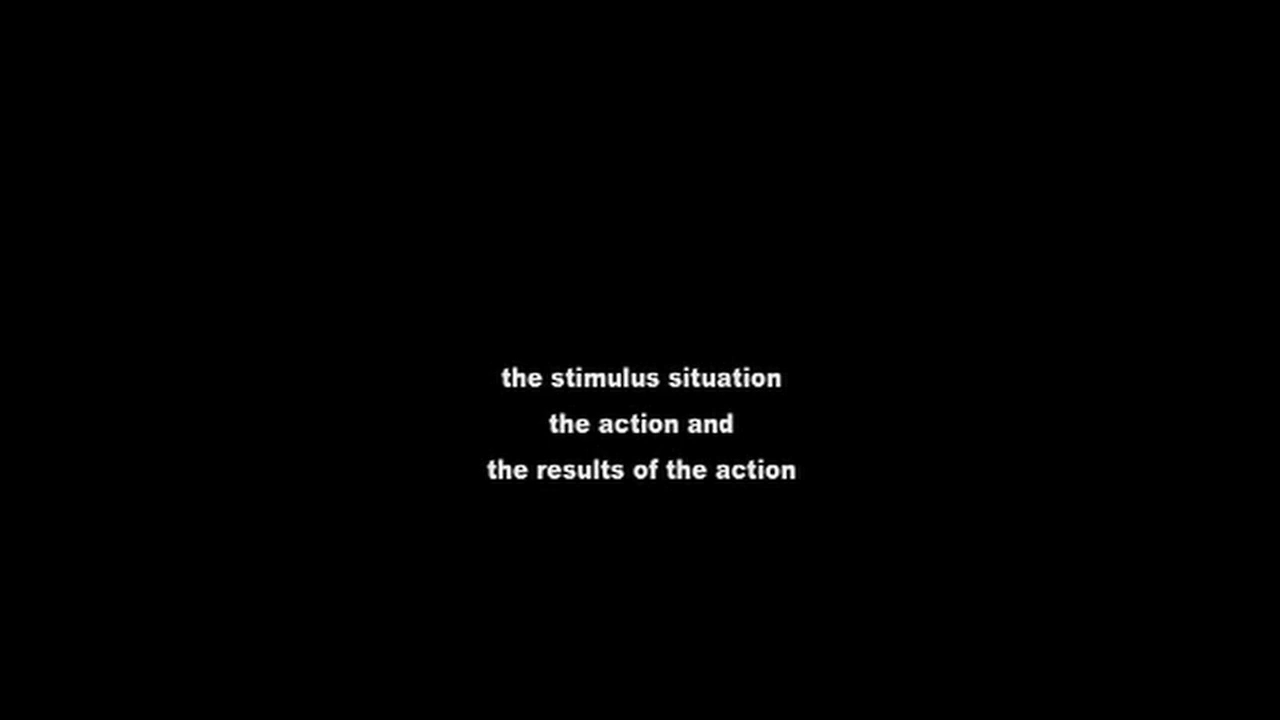 the stimulus situation
the action and
the results of the action